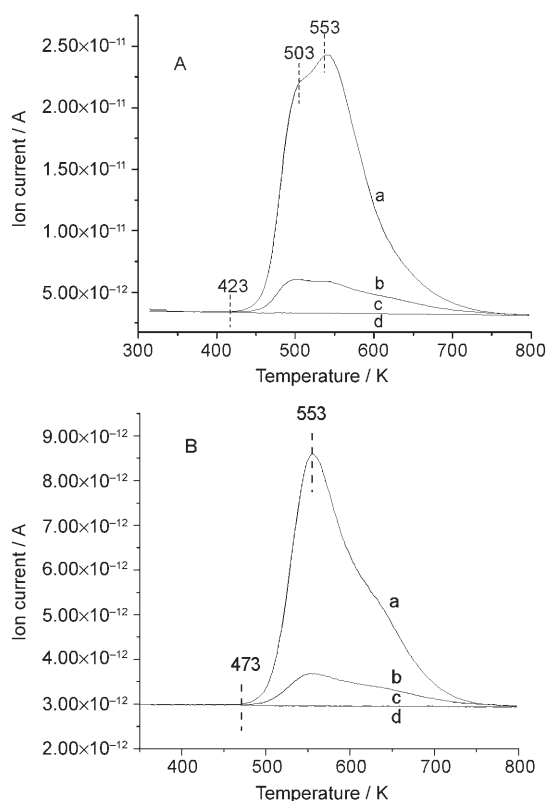 553
2.50×10⁻¹¹
503
A
2.00×10⁻¹¹
1.50×10⁻¹¹
a
1.00×10⁻¹¹
b
423
5.00×10⁻¹²
c
d
300 400 500 600 700 800
Temperature / K
Ion current / A
553
9.00×10⁻¹²
B
8.00×10⁻¹²
7.00×10⁻¹²
6.00×10⁻¹²
a
5.00×10⁻¹²
4.00×10⁻¹²
473
b
c
3.00×10⁻¹²
d
2.00×10⁻¹²
400 500 600 700 800
Temperature / K
Ion current / A